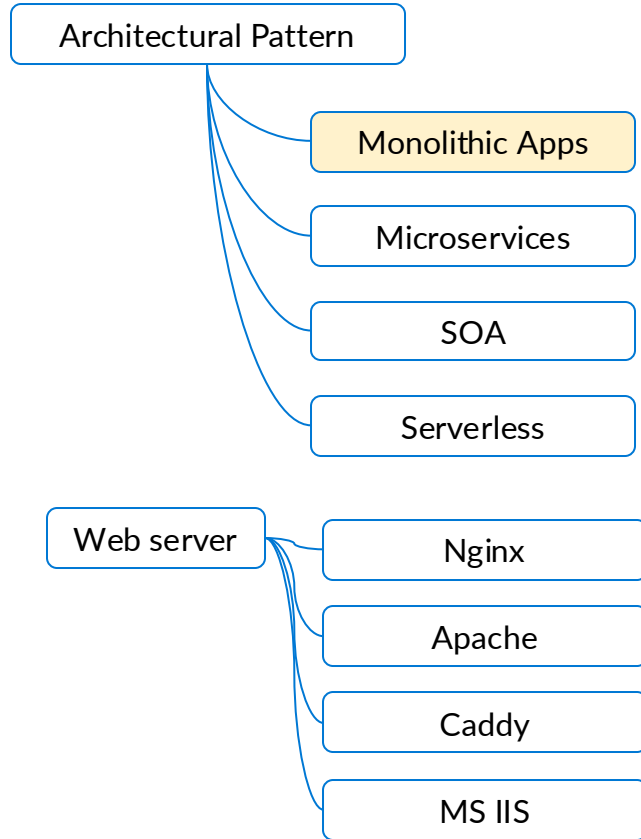 Architectural Pattern
Monolithic Apps
Microservices
SOA
Serverless
Web server
Nginx
Apache
Caddy
MS IIS